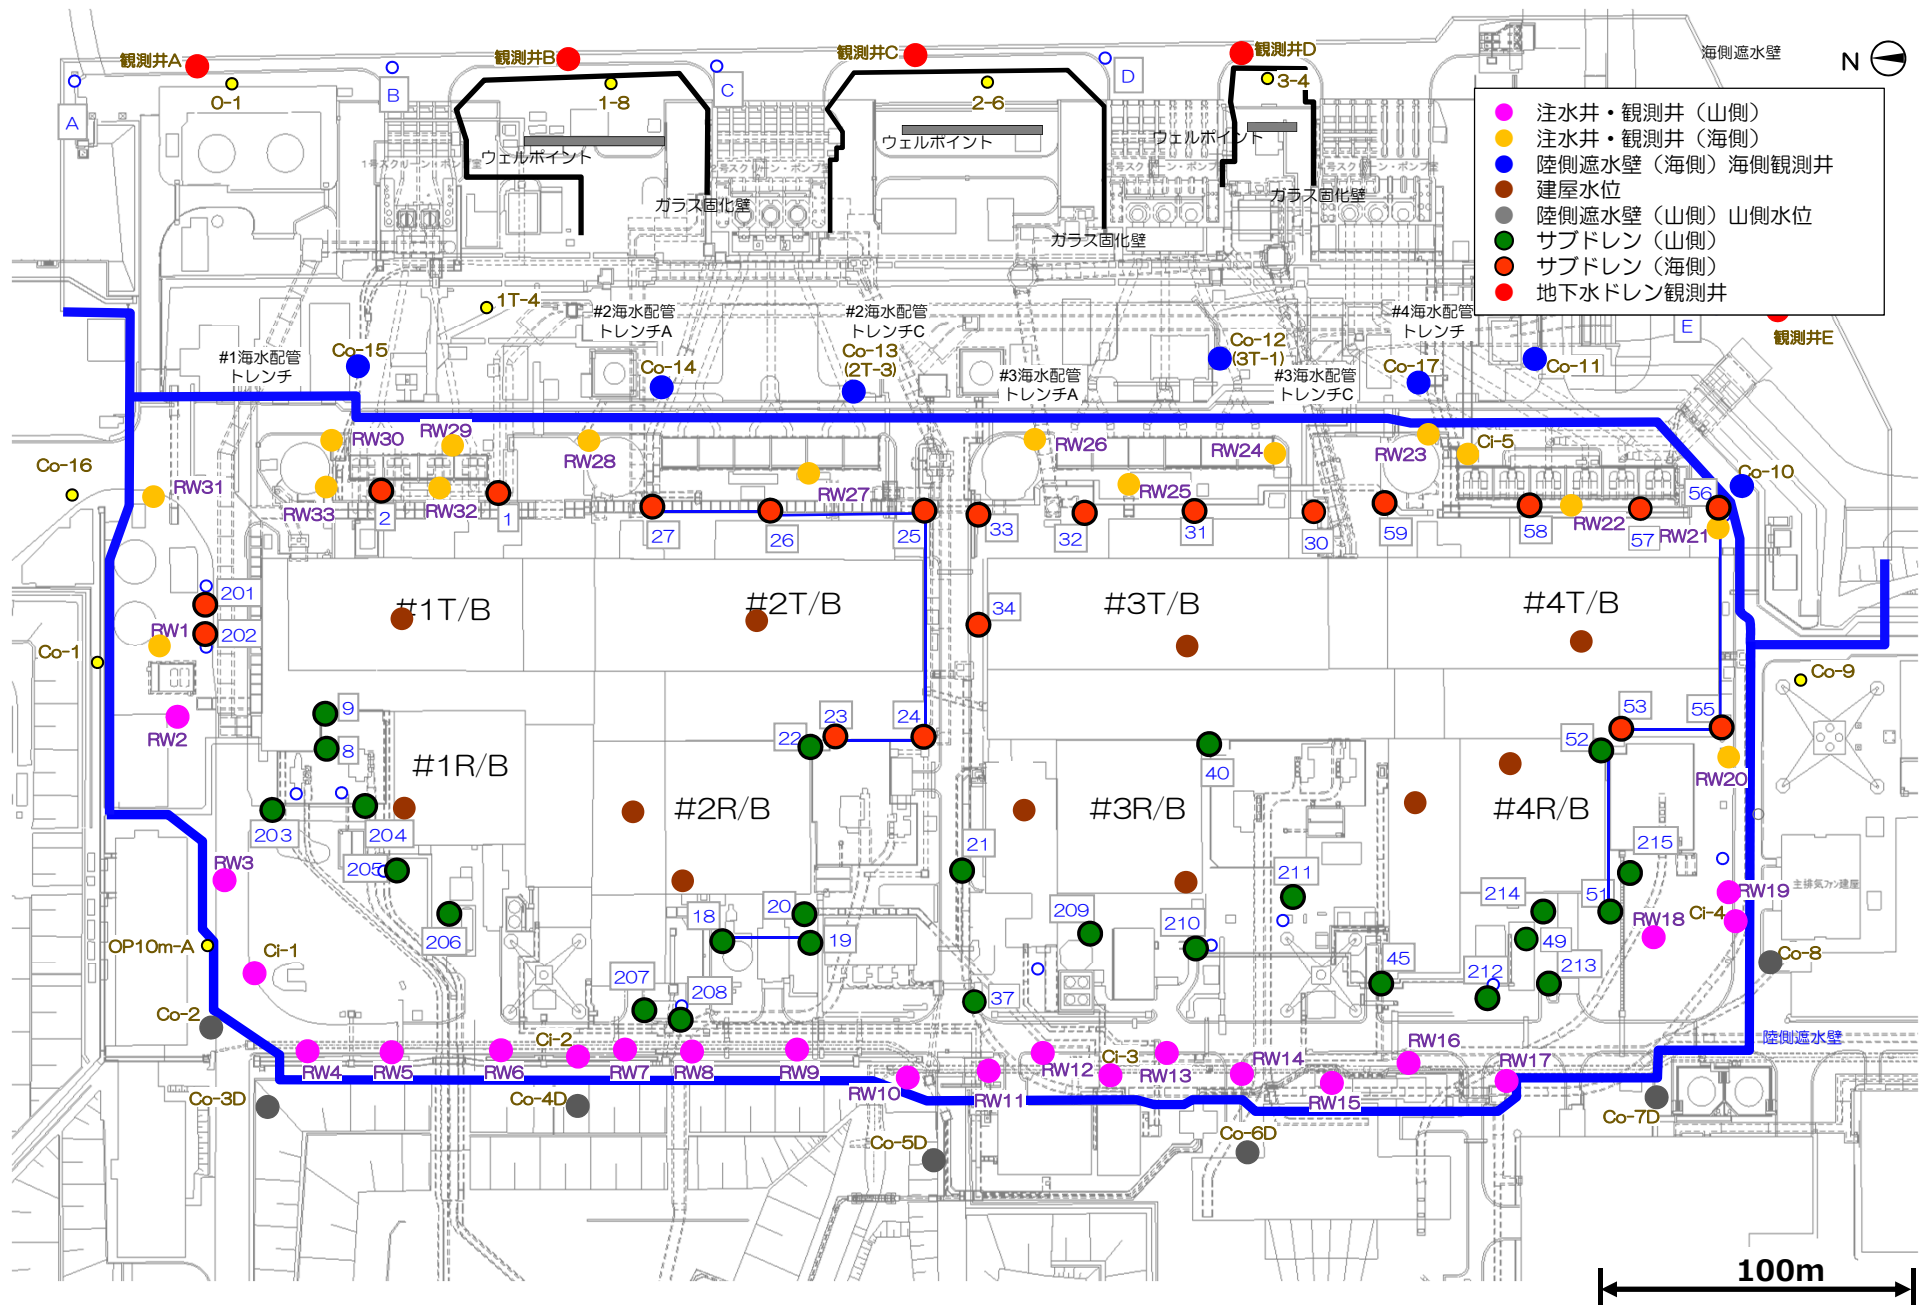 観測井A
観測井B
観測井C
観測井D
海側遮水壁
N
0-1
1-8
2-6
3-4
A
B
C
D
注水井・観測井（山側）
注水井・観測井（海側）
陸側遮水壁（海側）海側観測井
建屋水位
陸側遮水壁（山側）山側水位
サブドレン（山側）
サブドレン（海側）
地下水ドレン観測井
ウェルポイント
ウェルポイント
ウェルポイント
ガラス固化壁
ガラス固化壁
ガラス固化壁
1T-4
E
観測井E
#1海水配管
トレンチ
#2海水配管
トレンチA
#2海水配管
トレンチC
#3海水配管
トレンチA
#3海水配管
トレンチC
#4海水配管
トレンチ
Co-15
Co-14
Co-13
(2T-3)
Co-12
(3T-1)
Co-17
Co-11
Co-16
RW31
RW30
RW29
RW28
RW27
RW26
RW25
RW24
RW23
Ci-5
Co-10
RW33
2
RW32
1
27
26
25
33
32
31
30
59
58
RW22
57
56
RW21
201
202
RW1
Co-1
RW2
#1T/B
#2T/B
34
#3T/B
#4T/B
Co-9
9
8
22
23
24
40
52
53
55
RW20
#1R/B
#2R/B
#3R/B
#4R/B
203
204
205
206
RW3
21
18
20
19
209
210
211
214
215
51
RW19
Ci-4
RW18
主排気ファン建屋
OP10m-A
Ci-1
207
208
37
45
212
49
213
Co-8
Co-2
RW4
RW5
RW6
Ci-2
RW7
RW8
RW9
RW10
RW11
RW12
Ci-3
RW13
RW14
RW15
RW16
RW17
陸側遮水壁
Co-3D
Co-4D
Co-5D
Co-6D
Co-7D
100m